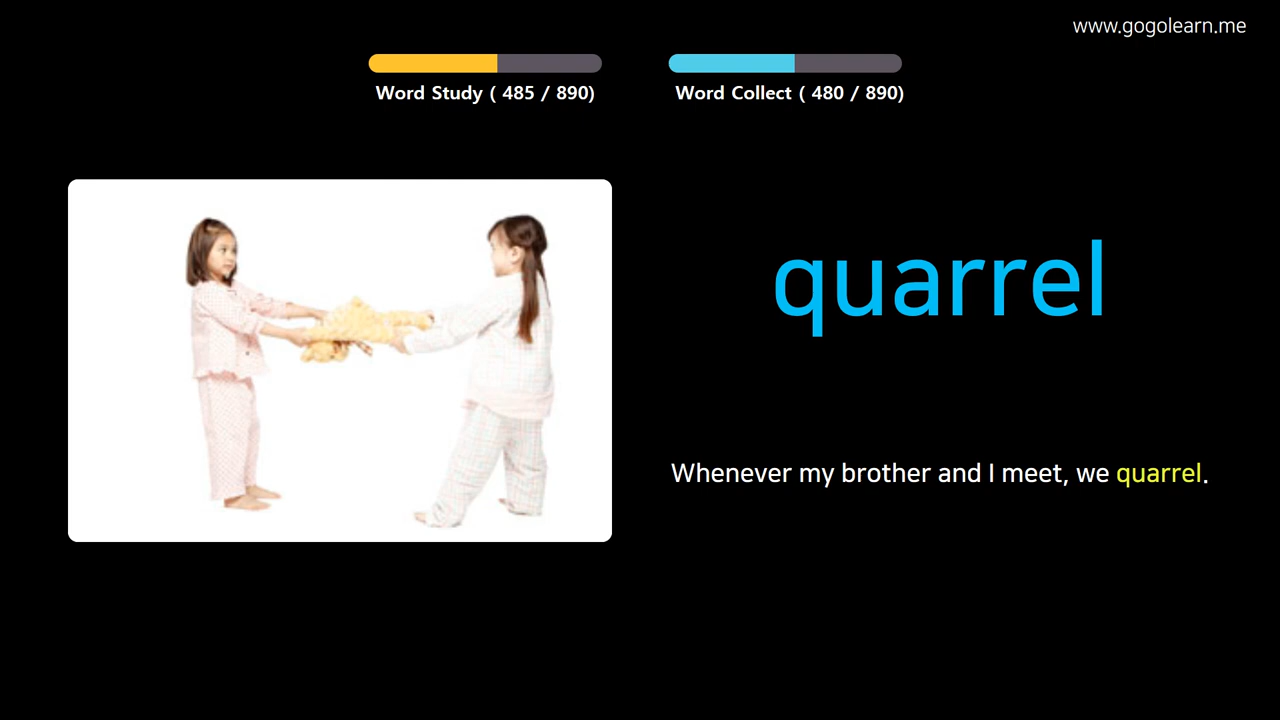 www.gogolearn.me
Word Study ( 485 / 890)
Word Collect ( 480 / 890)
quarrel
Whenever my brother and I meet, we quarrel.